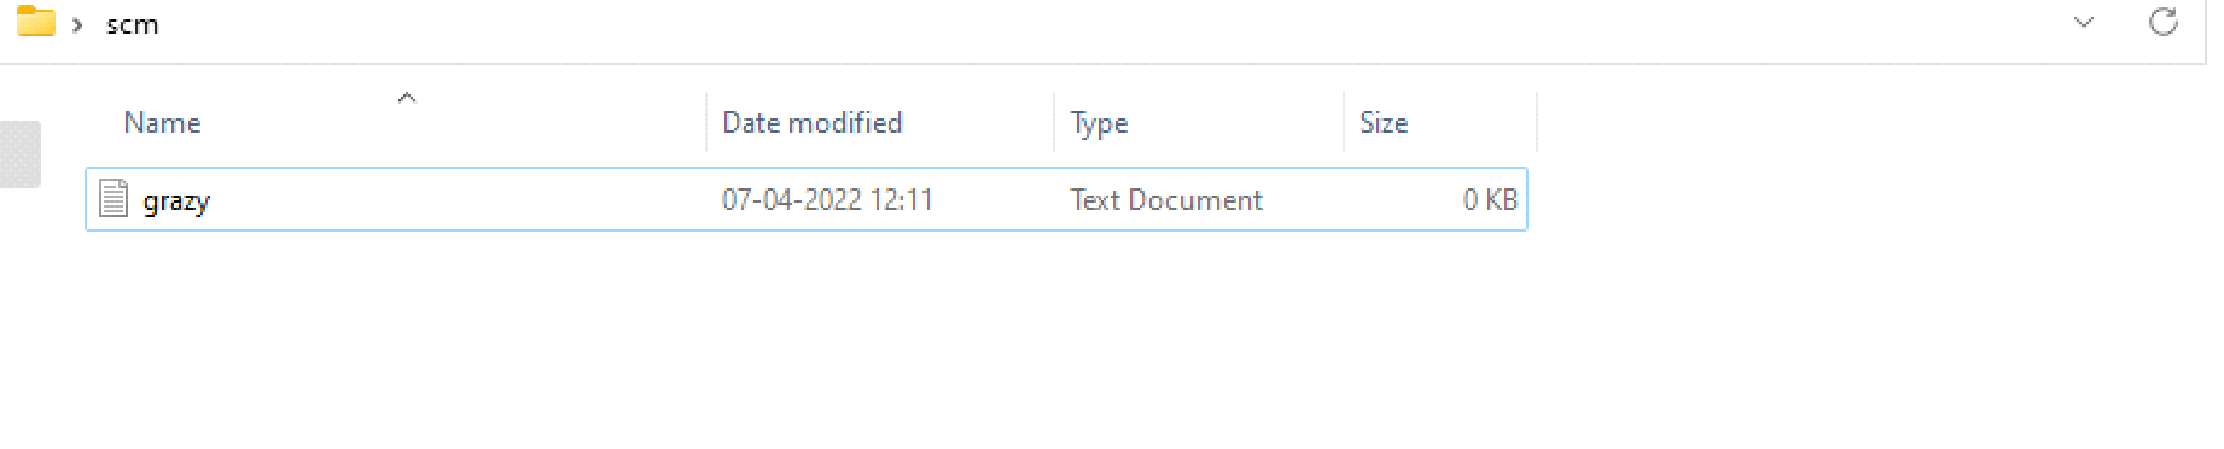 scm
Name Date modified Type Size
grazy 07-04-2022 12:11 Text Document 0 KB